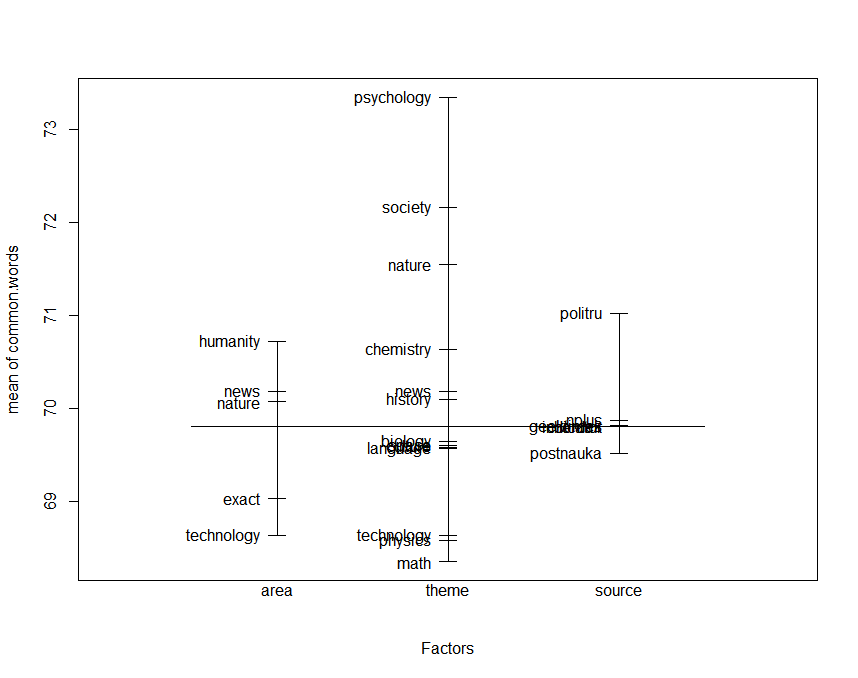 mean of common.words
73
72
71
70
69
humanity
news
nature
exact
technology
psychology
society
nature
chemistry
news
history
biology
language
technology
physics
math
politru
nplus
postnauka
area
theme
source
Factors